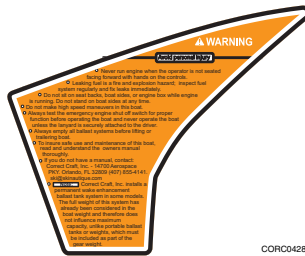 WARNING
Avoid personal injury
Never run engine when the operator is not seated
facing forward with hands on the controls.
Leaking fuel is a fire and explosion hazard; inspect fuel
system regularly and fix leaks immediately.
Do not sit on seat backs, boat sides, or engine box while engine
is running. Do not stand on boat sides at any time.
Do not make high speed maneuvers in this boat.
Always test the emergency engine shut off switch for proper
function before operating the boat and never operate the boat
unless the lanyard is securely attached to the driver.
Always empty all ballast systems before lifting or
trailering boat.
To insure safe use and maintenance of this boat,
read and understand the owners manual
thoroughly.
If you do not have a manual, contact:
Correct Craft, Inc. - 14700 Aerospace
PKY. Orlando, FL 32809 (407) 855-4141.
ski@skinautique.com
Correct Craft, Inc. installs a
permanent wake enhancement
ballast tank system in some models.
The full weight of this system has
already been considered in the
boat weight and therefore does
not influence maximum
capacity, unlike portable ballast
tanks or weights, which must
be included as part of the
gear weight.
CORC0428